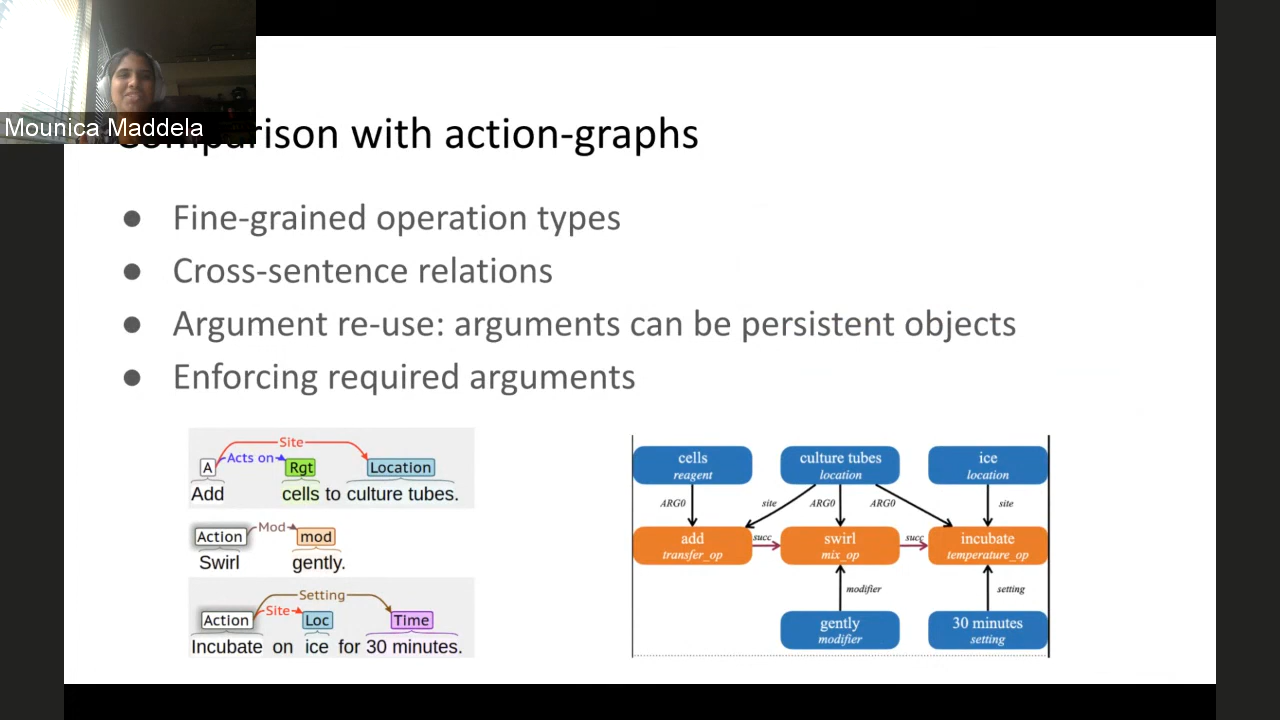 Mounica Maddela
comparison with action-graphs
● Fine-grained operation types
● Cross-sentence relations
● Argument re-use: arguments can be persistent objects
● Enforcing required arguments
Site
Acts on
A Rgt Location
Add cells to culture tubes.
Mod
Action mod
Swirl gently.
Setting
Site
Action Loc Time
Incubate on ice for 30 minutes.
cells culture tubes ice
reagent location location
ARG0 site ARG0 ARG0 site
add succ swirl succ incubate
transfer_op mix_op temperature_op
modifier setting
gently 30 minutes
modifier setting